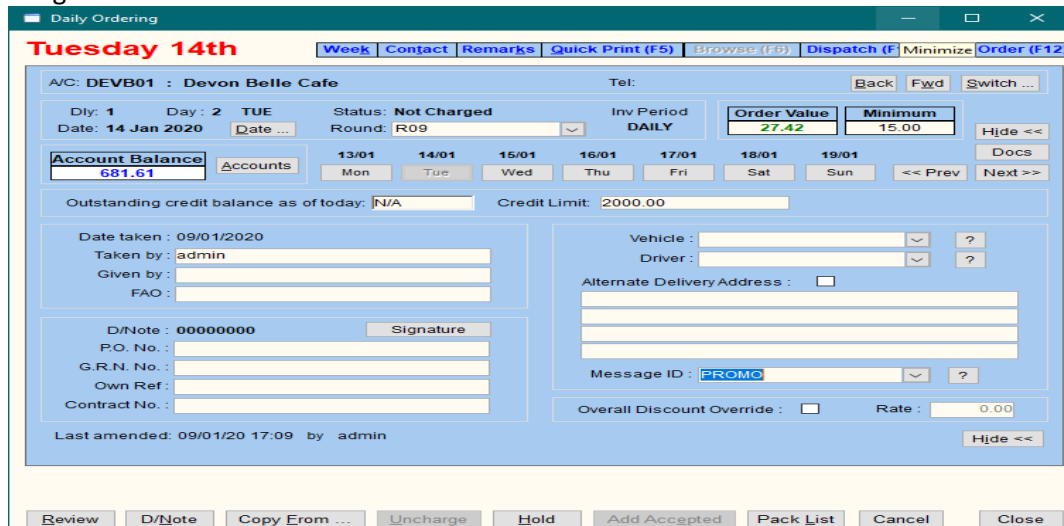 Daily Ordering
Tuesday 14th
Week Contact Remarks Quick Print (F5) Browse (F6) Dispatch (F Minimize Order (F12
A/C: DEVB01 : Devon Belle Cafe Tel: Back Fwd Switch ...
Dly: 1 Day : 2 TUE Status: Not Charged Inv Period Order Value Minimum
Date: 14 Jan 2020 Date ... Round: R09 DAILY 27.42 15.00 Hide <<
Account Balance Accounts 13/01 14/01 15/01 16/01 17/01 18/01 19/01 Docs
681.61 Mon Tue Wed Thu Fri Sat Sun << Prev Next >>
Outstanding credit balance as of today: N/A Credit Limit: 2000.00
Date taken : 09/01/2020 Vehicle : ?
Taken by : admin Driver : ?
Given by :
FAO : Alternate Delivery Address :
D/Note : 00000000 Signature
P.O. No. :
G.R.N. No. : Message ID : PROMO ?
Own Ref :
Contract No. : Overall Discount Override : Rate : 0.00
Last amended: 09/01/20 17:09 by admin Hide <<
Review D/Note Copy From ... Uncharge Hold Add Accepted Pack List Cancel Close